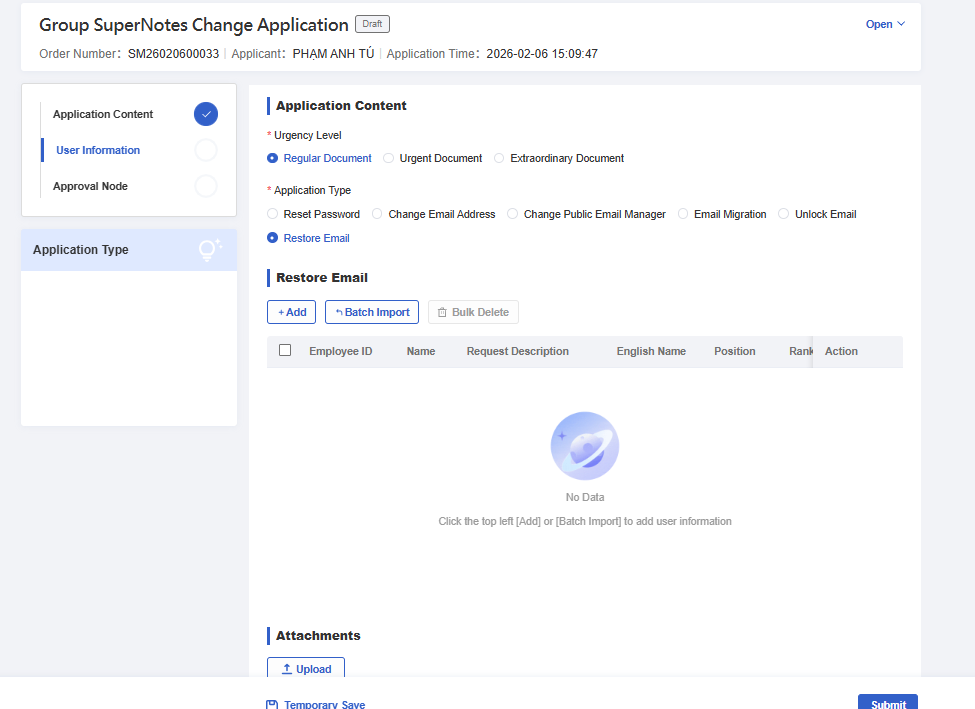 Group SuperNotes Change Application Draft
Open
Order Number： SM26020600033 Applicant： PHẠM ANH TÚ Application Time： 2026-02-06 15:09:47
Application Content
User Information
Approval Node
Application Type
Application Content
* Urgency Level
Regular Document Urgent Document Extraordinary Document
* Application Type
Reset Password Change Email Address Change Public Email Manager Email Migration Unlock Email
Restore Email
Restore Email
+ Add Batch Import Bulk Delete
Employee ID Name Request Description English Name Position Rank Action
No Data
Click the top left [Add] or [Batch Import] to add user information
Attachments
Upload
Temporary Save Submit